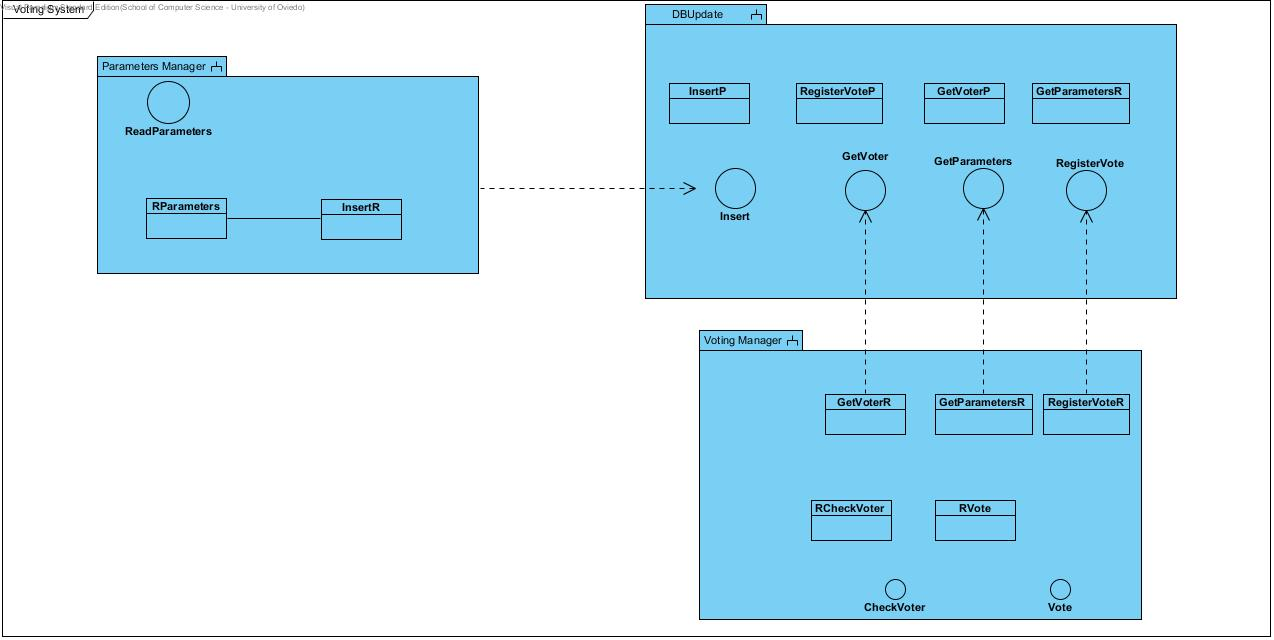 Voting System
Edition(School of Computer Science - University of Oviedo)
DBUpdate
Parameters Manager
ReadParameters
InsertP
RegisterVoteP
GetVoterP
GetParametersR
GetVoter
GetParameters
RegisterVote
RParameters
InsertR
Insert
Voting Manager
GetVoterR
GetParametersR
RegisterVoteR
RCheckVoter
RVote
CheckVoter
Vote